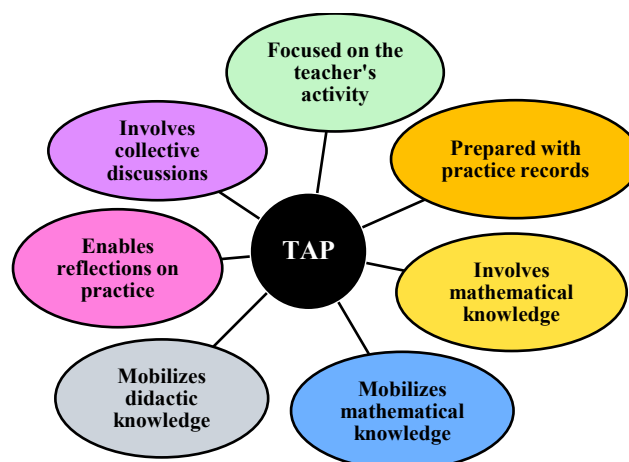 Focused on the
teacher's
activity
Involves
collective
discussions
Prepared with
practice records
TAP
Enables
reflections on
practice
Involves
mathematical
knowledge
Mobilizes
didactic
knowledge
Mobilizes
mathematical
knowledge